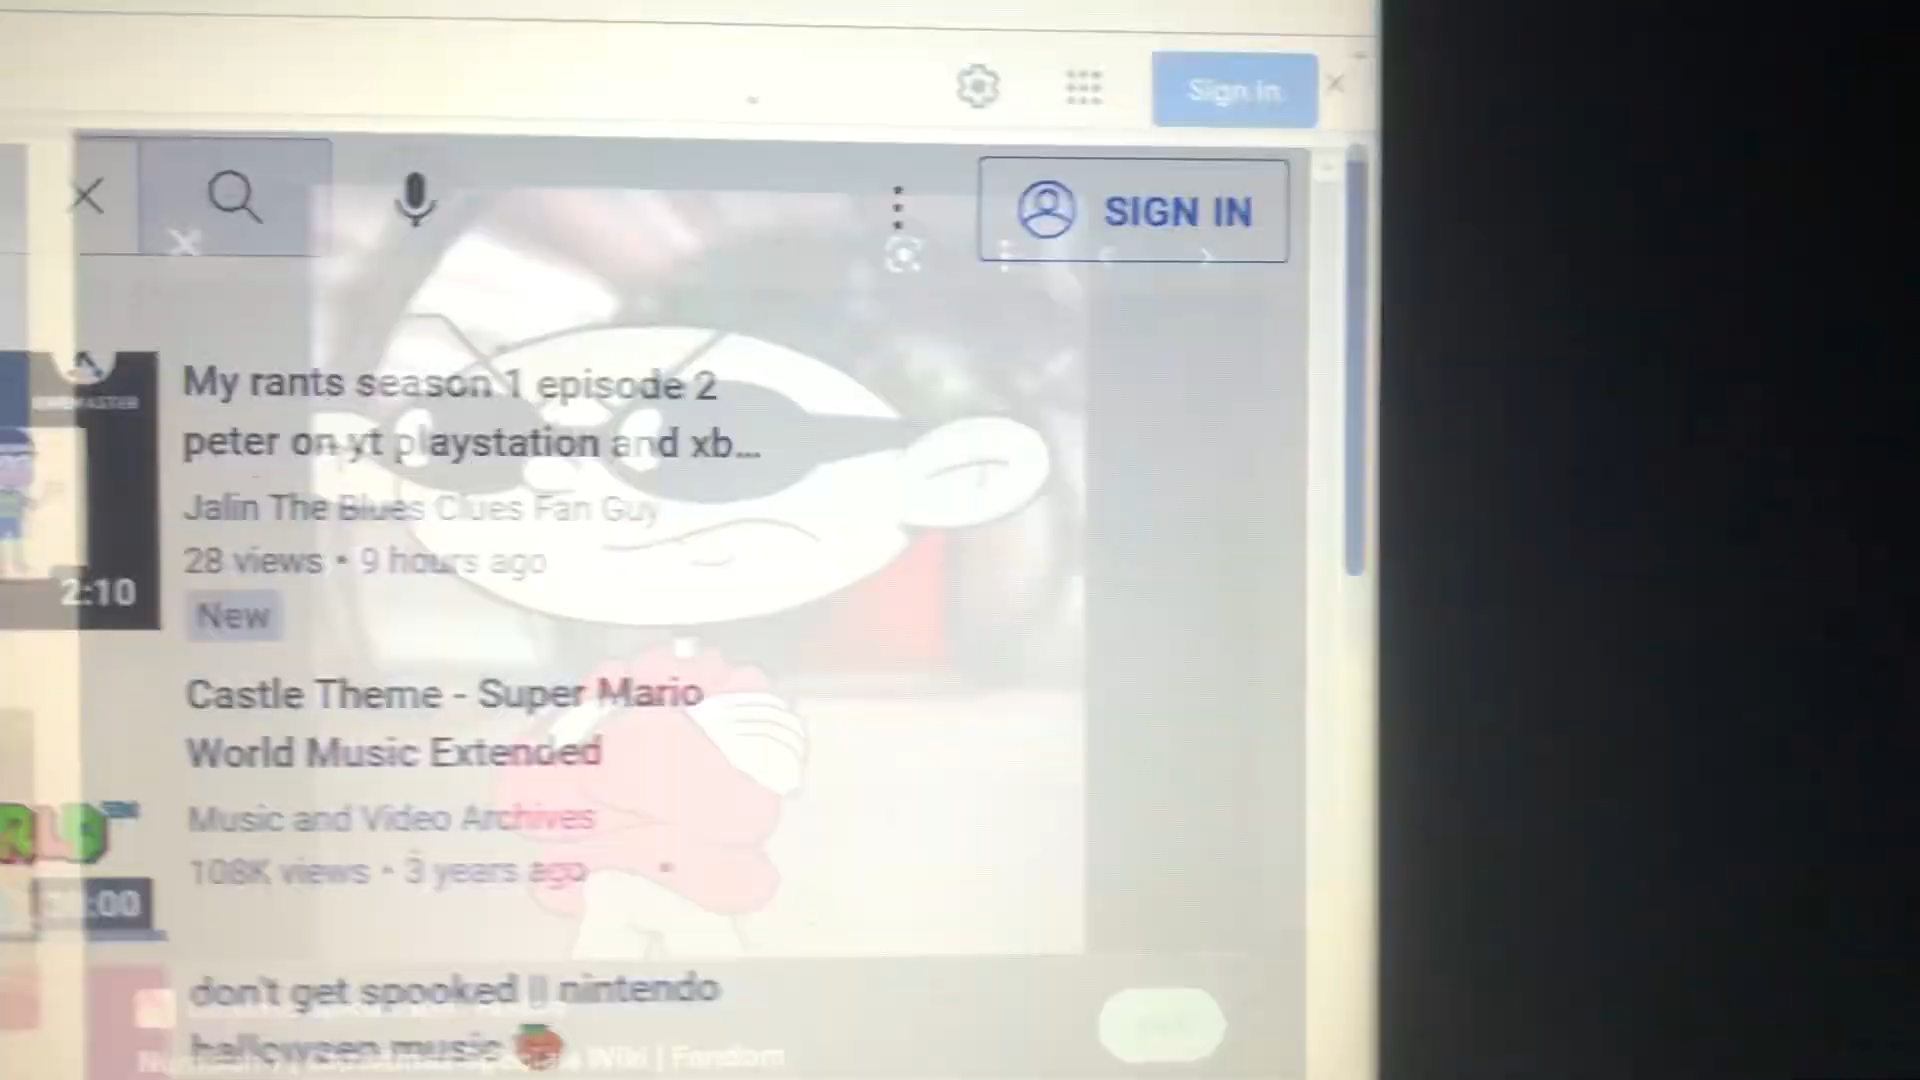 Sign in
SIGN IN
My rants season 1 episode 2
peter on yt playstation and xb...
Jalin The Blues Clues Fan Guy
28 views • 9 hours ago
2:10
New
Castle Theme - Super Mario
World Music Extended
Music and Video Archives
108K views • 3 years ago
:00
don't get spooked || nintendo
halloween music 🍓
Wiki | Fandom